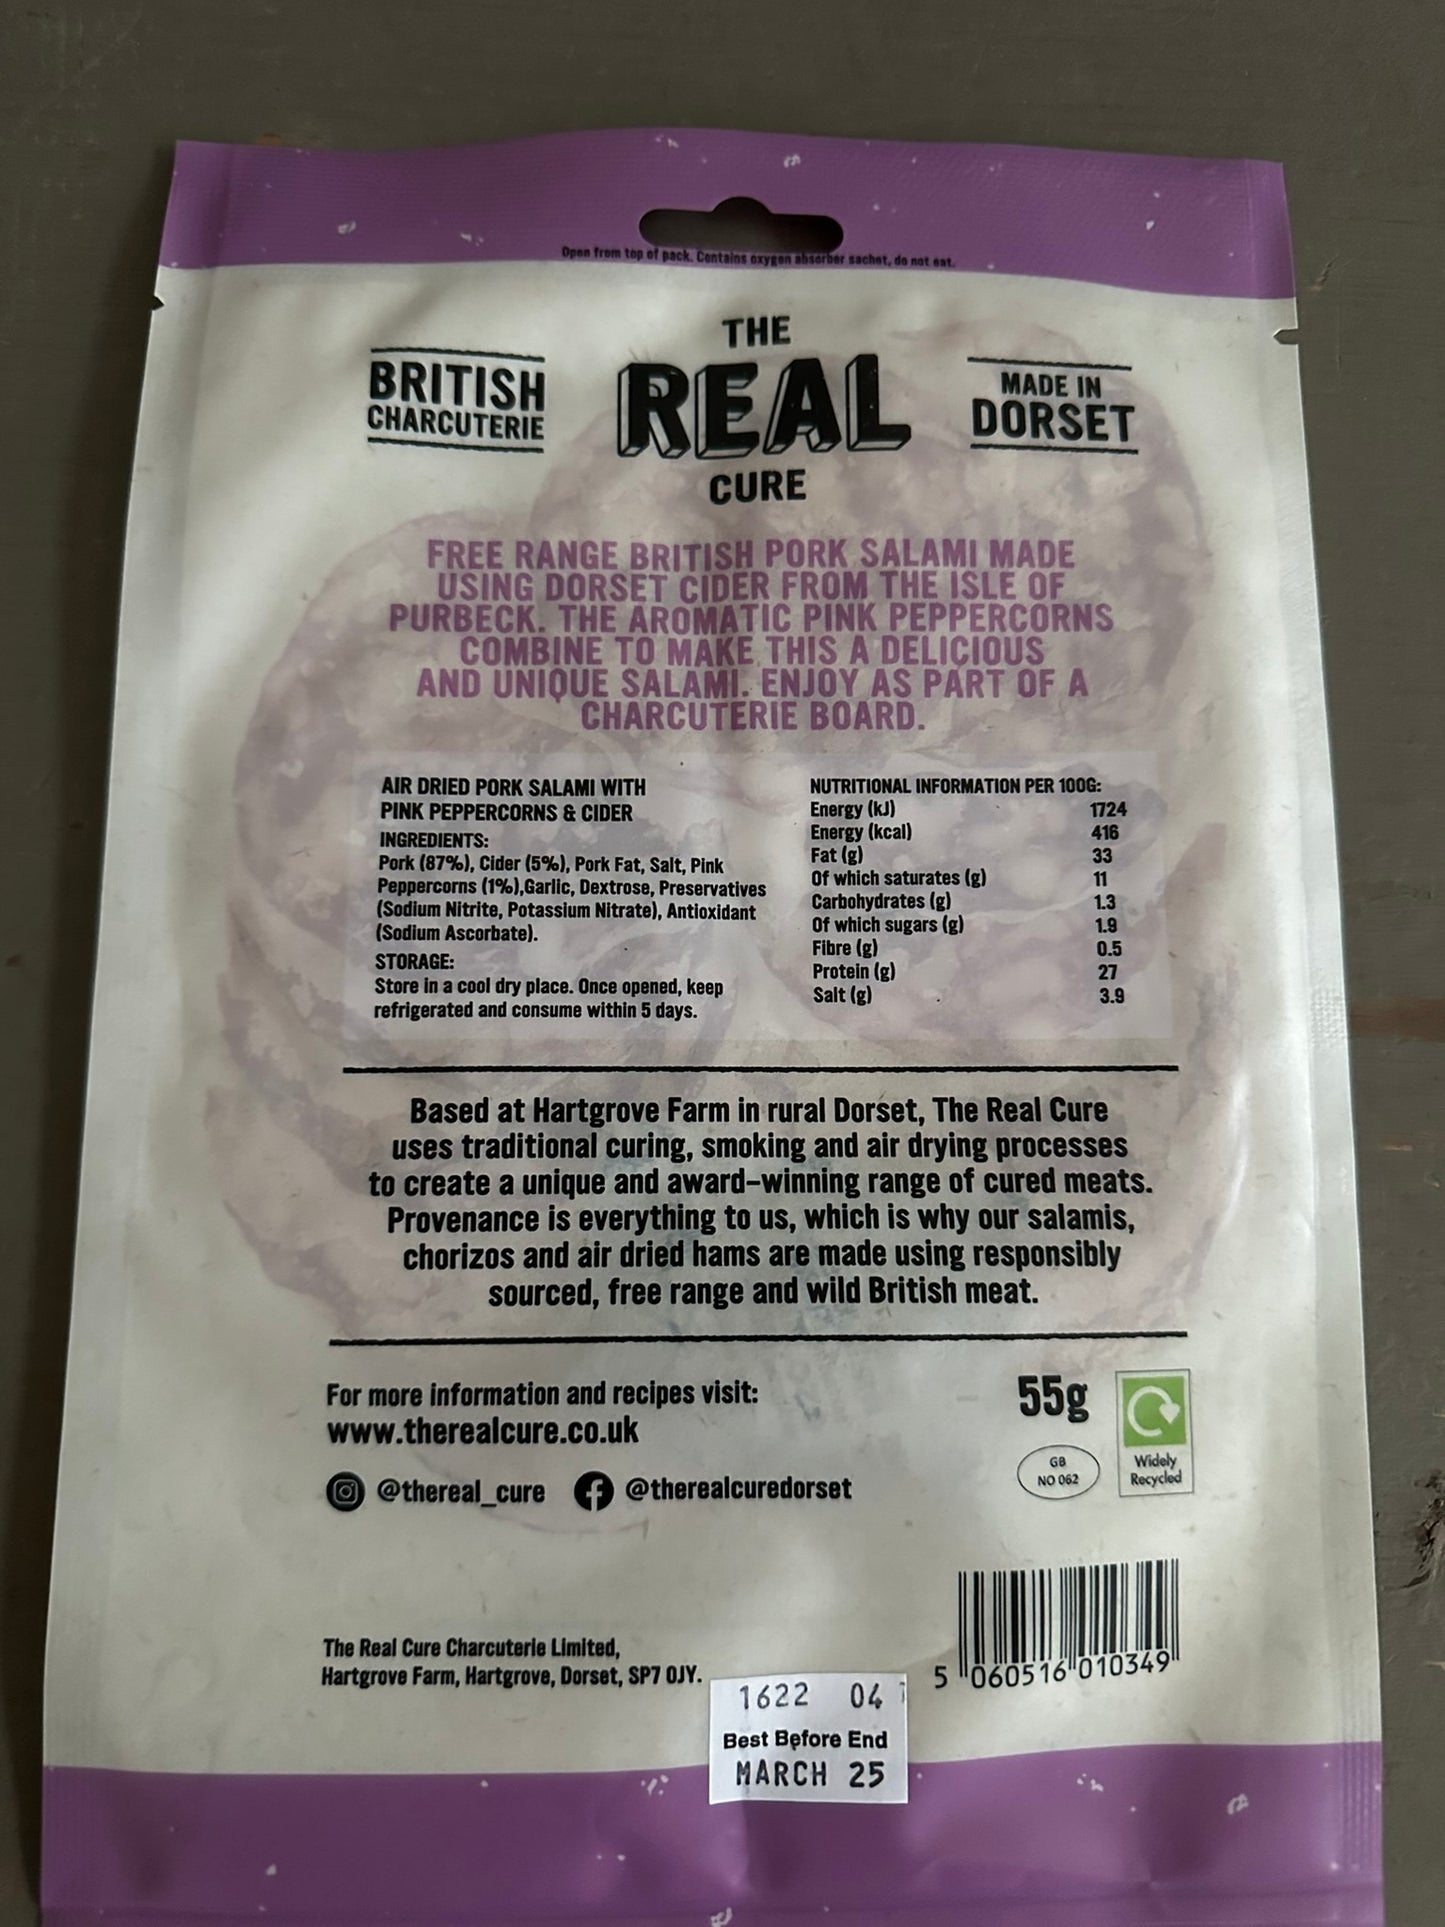 Open from top of pack. Contains oxygen absorber sachet, do not eat.
BRITISH
CHARCUTERIE
THE
REAL
CURE
MADE IN
DORSET
FREE RANGE BRITISH PORK SALAMI MADE
USING DORSET CIDER FROM THE ISLE OF
PURBECK. THE AROMATIC PINK PEPPERCORNS
COMBINE TO MAKE THIS A DELICIOUS
AND UNIQUE SALAMI. ENJOY AS PART OF A
CHARCUTERIE BOARD.
AIR DRIED PORK SALAMI WITH
PINK PEPPERCORNS & CIDER
INGREDIENTS:
Pork (87%), Cider (5%), Pork Fat, Salt, Pink
Peppercorns (1%),Garlic, Dextrose, Preservatives
(Sodium Nitrite, Potassium Nitrate), Antioxidant
(Sodium Ascorbate).
STORAGE:
Store in a cool dry place. Once opened, keep
refrigerated and consume within 5 days.
NUTRITIONAL INFORMATION PER 100G:
Energy (kJ) 1724
Energy (kcal) 416
Fat (g) 33
Of which saturates (g) 11
Carbohydrates (g) 1.3
Of which sugars (g) 1.9
Fibre (g) 0.5
Protein (g) 27
Salt (g) 3.9
Based at Hartgrove Farm in rural Dorset, The Real Cure
uses traditional curing, smoking and air drying processes
to create a unique and award-winning range of cured meats.
Provenance is everything to us, which is why our salamis,
chorizos and air dried hams are made using responsibly
sourced, free range and wild British meat.
For more information and recipes visit:
www.therealcure.co.uk
@thereal_cure @therealcuredorset
55g
GB
NO 062
Widely
Recycled
The Real Cure Charcuterie Limited,
Hartgrove Farm, Hartgrove, Dorset, SP7 0JY.
5 060516 010349
1622 04
Best Before End
MARCH 25